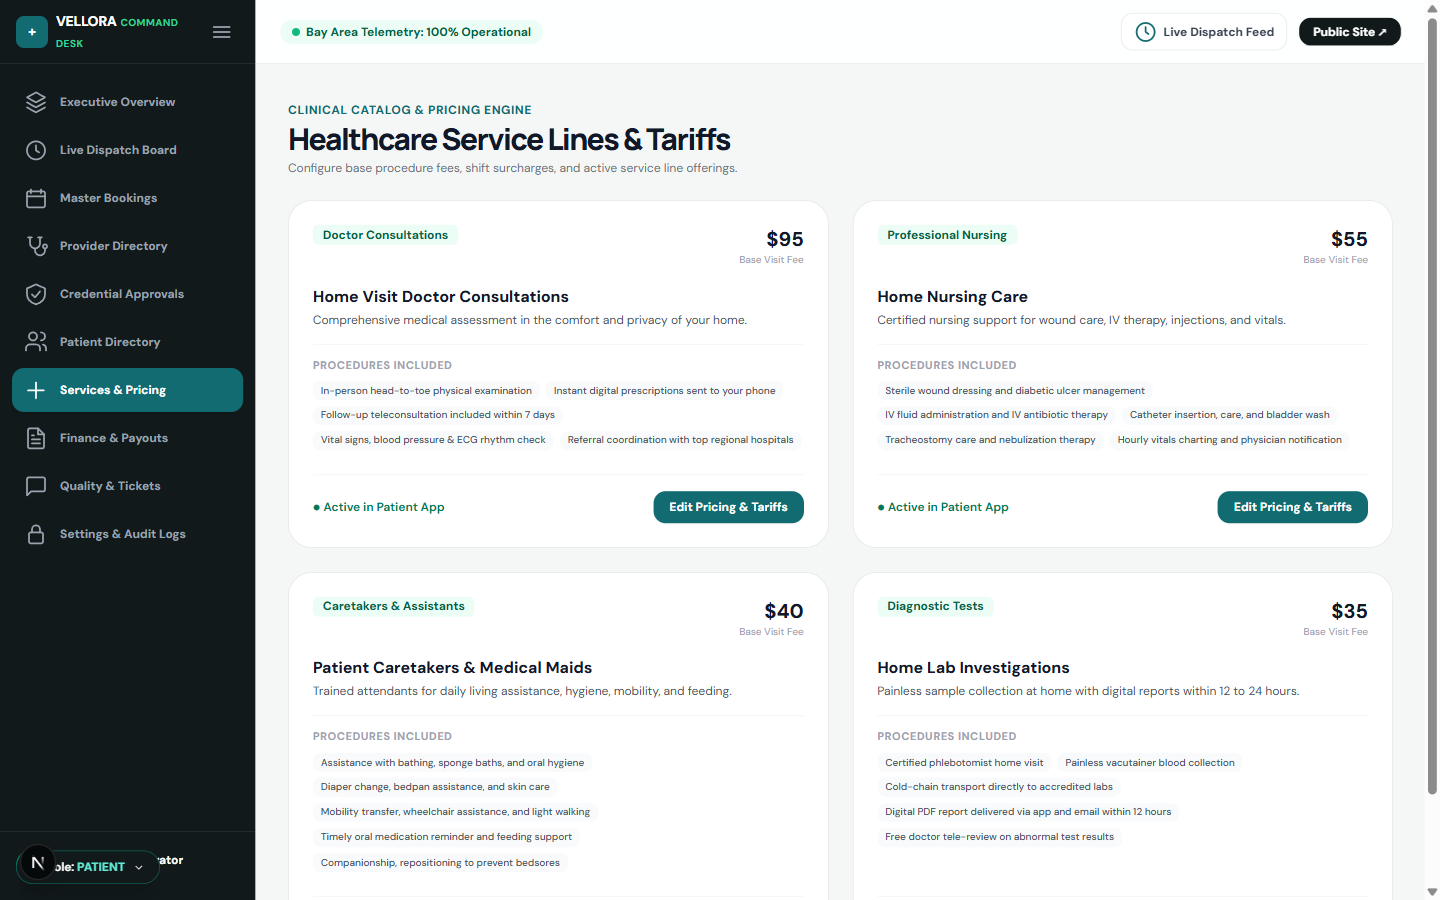 VELLORA COMMAND
DESK
Executive Overview
Live Dispatch Board
Master Bookings
Provider Directory
Credential Approvals
Patient Directory
Services & Pricing
Finance & Payouts
Quality & Tickets
Settings & Audit Logs
N
PATIENT
Bay Area Telemetry: 100% Operational
Live Dispatch Feed
Public Site ↗
CLINICAL CATALOG & PRICING ENGINE
Healthcare Service Lines & Tariffs
Configure base procedure fees, shift surcharges, and active service line offerings.
Doctor Consultations
$95
Base Visit Fee
Home Visit Doctor Consultations
Comprehensive medical assessment in the comfort and privacy of your home.
PROCEDURES INCLUDED
In-person head-to-toe physical examination
Instant digital prescriptions sent to your phone
Follow-up teleconsultation included within 7 days
Vital signs, blood pressure & ECG rhythm check
Referral coordination with top regional hospitals
● Active in Patient App
Edit Pricing & Tariffs
Professional Nursing
$55
Base Visit Fee
Home Nursing Care
Certified nursing support for wound care, IV therapy, injections, and vitals.
PROCEDURES INCLUDED
Sterile wound dressing and diabetic ulcer management
IV fluid administration and IV antibiotic therapy
Catheter insertion, care, and bladder wash
Tracheostomy care and nebulization therapy
Hourly vitals charting and physician notification
● Active in Patient App
Edit Pricing & Tariffs
Caretakers & Assistants
$40
Base Visit Fee
Patient Caretakers & Medical Maids
Trained attendants for daily living assistance, hygiene, mobility, and feeding.
PROCEDURES INCLUDED
Assistance with bathing, sponge baths, and oral hygiene
Diaper change, bedpan assistance, and skin care
Mobility transfer, wheelchair assistance, and light walking
Timely oral medication reminder and feeding support
Companionship, repositioning to prevent bedsores
Diagnostic Tests
$35
Base Visit Fee
Home Lab Investigations
Painless sample collection at home with digital reports within 12 to 24 hours.
PROCEDURES INCLUDED
Certified phlebotomist home visit
Painless vacutainer blood collection
Cold-chain transport directly to accredited labs
Digital PDF report delivered via app and email within 12 hours
Free doctor tele-review on abnormal test results